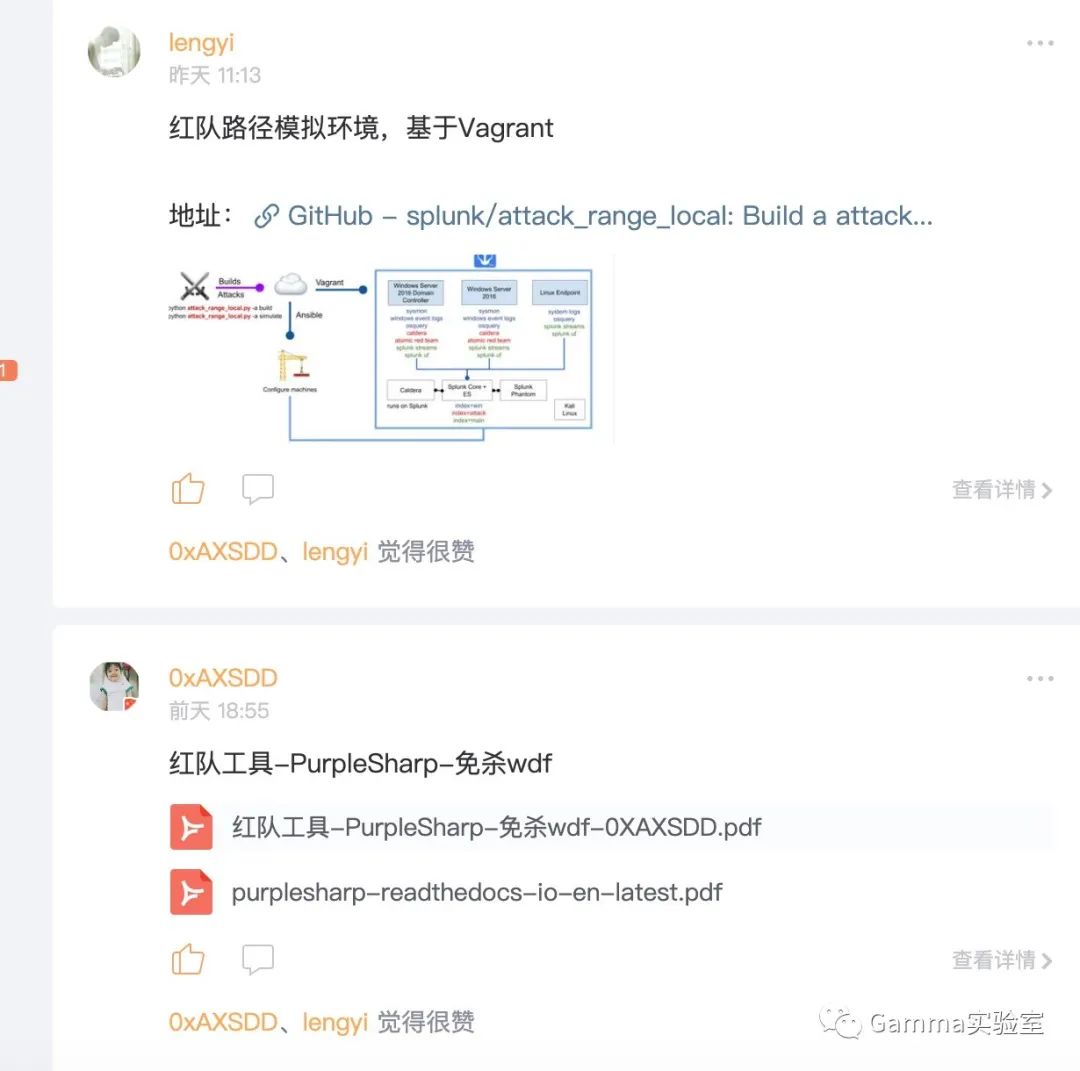 lengyi
昨天 11:13
红队路径模拟环境，基于Vagrant
地址： GitHub – splunk/attack_range_local: Build a attack...
Builds
Attacks
python attack_range_local.py -a build
python attack_range_local.py -a simulate
Vagrant
Ansible
Configure machines
Windows Server 2016 Domain Controller
sysmon
windows event logs
osquery
caldera
atomic red team
splunk streams
splunk uf
Windows Server 2016
sysmon
windows event logs
osquery
caldera
atomic red team
splunk streams
splunk uf
Linux Endpoint
system logs
osquery
splunk streams
splunk uf
Caldera
runs on Splunk
Splunk Core + ES
index=win
index=attack
index=main
Splunk Phantom
Kali Linux
1
查看详情
0xAXSDD、lengyi 觉得很赞
0xAXSDD
前天 18:55
红队工具–PurpleSharp–免杀wdf
红队工具–PurpleSharp–免杀wdf–0XAXSDD.pdf
purplesharp–readthedocs–io–en–latest.pdf
查看详情
0xAXSDD、lengyi 觉得很赞
Gamma实验室